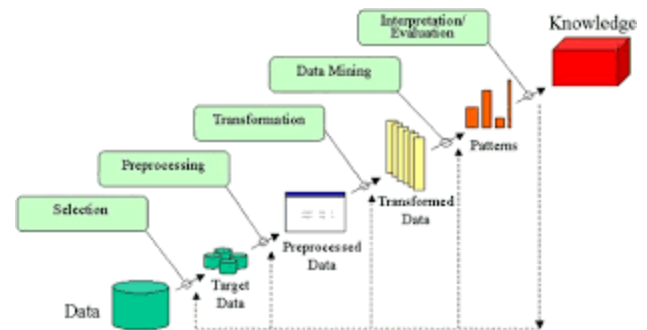 Interpretation/
Evaluation
Knowledge
Data Mining
Transformation
Patterns
Preprocessing
Transformed
Data
Selection
Preprocessed
Data
Target
Data
Data